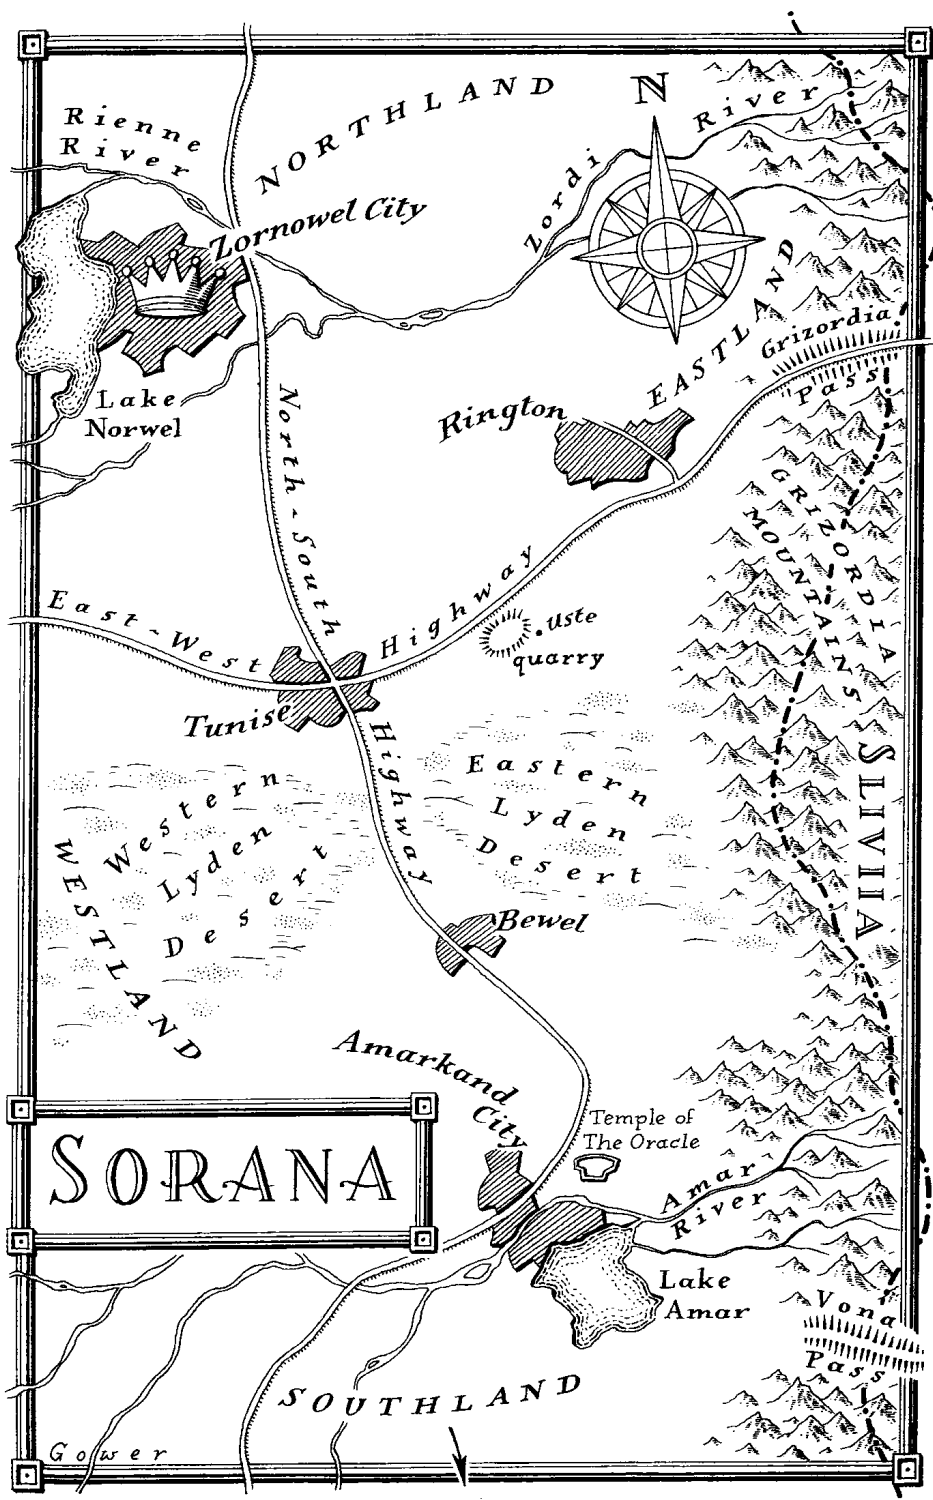 N
NORTHLAND
Rienne
River
Zordi River
Zornowel City
EASTLAND
Grizordia
Pass
Lake
Norwel
Rington
North-South
GRIZORDIA
MOUNTAINS
East-West
Highway
uste
quarry
Tunise
Highway
SLIVIIA
Eastern
Lyden
Desert
Western
Lyden
Desert
WESTLAND
Bewel
Amarkand
City
Temple of
The Oracle
SORANA
Amar
River
Lake
Amar
Vona
Pass
SOUTHLAND
Gower